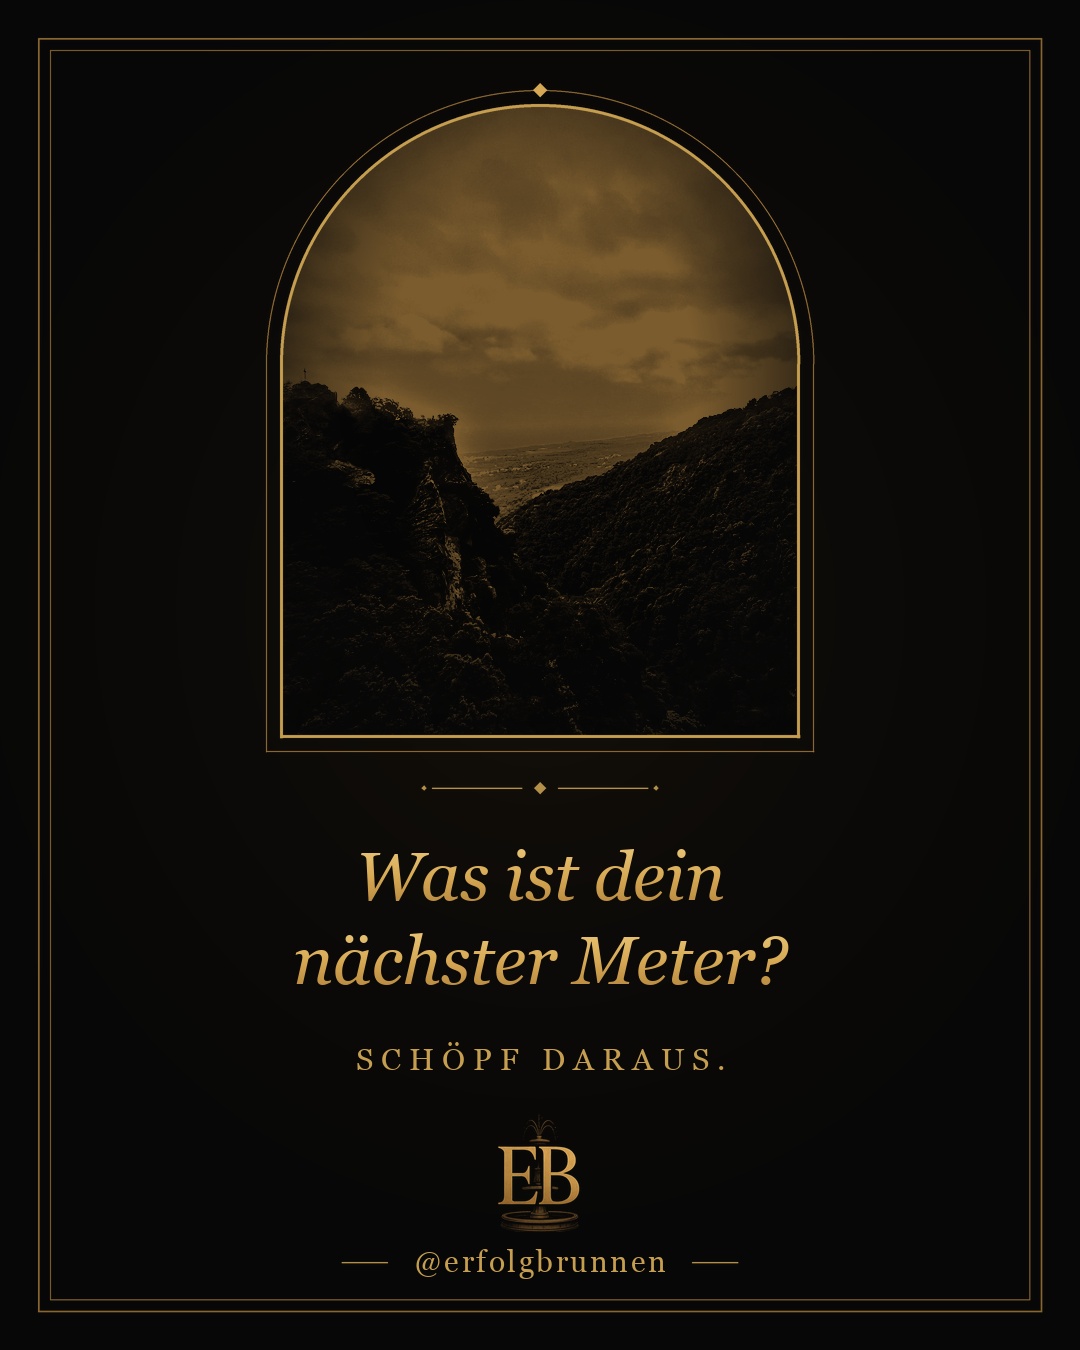 Was ist dein
nächster Meter?
SCHÖPF DARAUS.
EB
@erfolgbrunnen